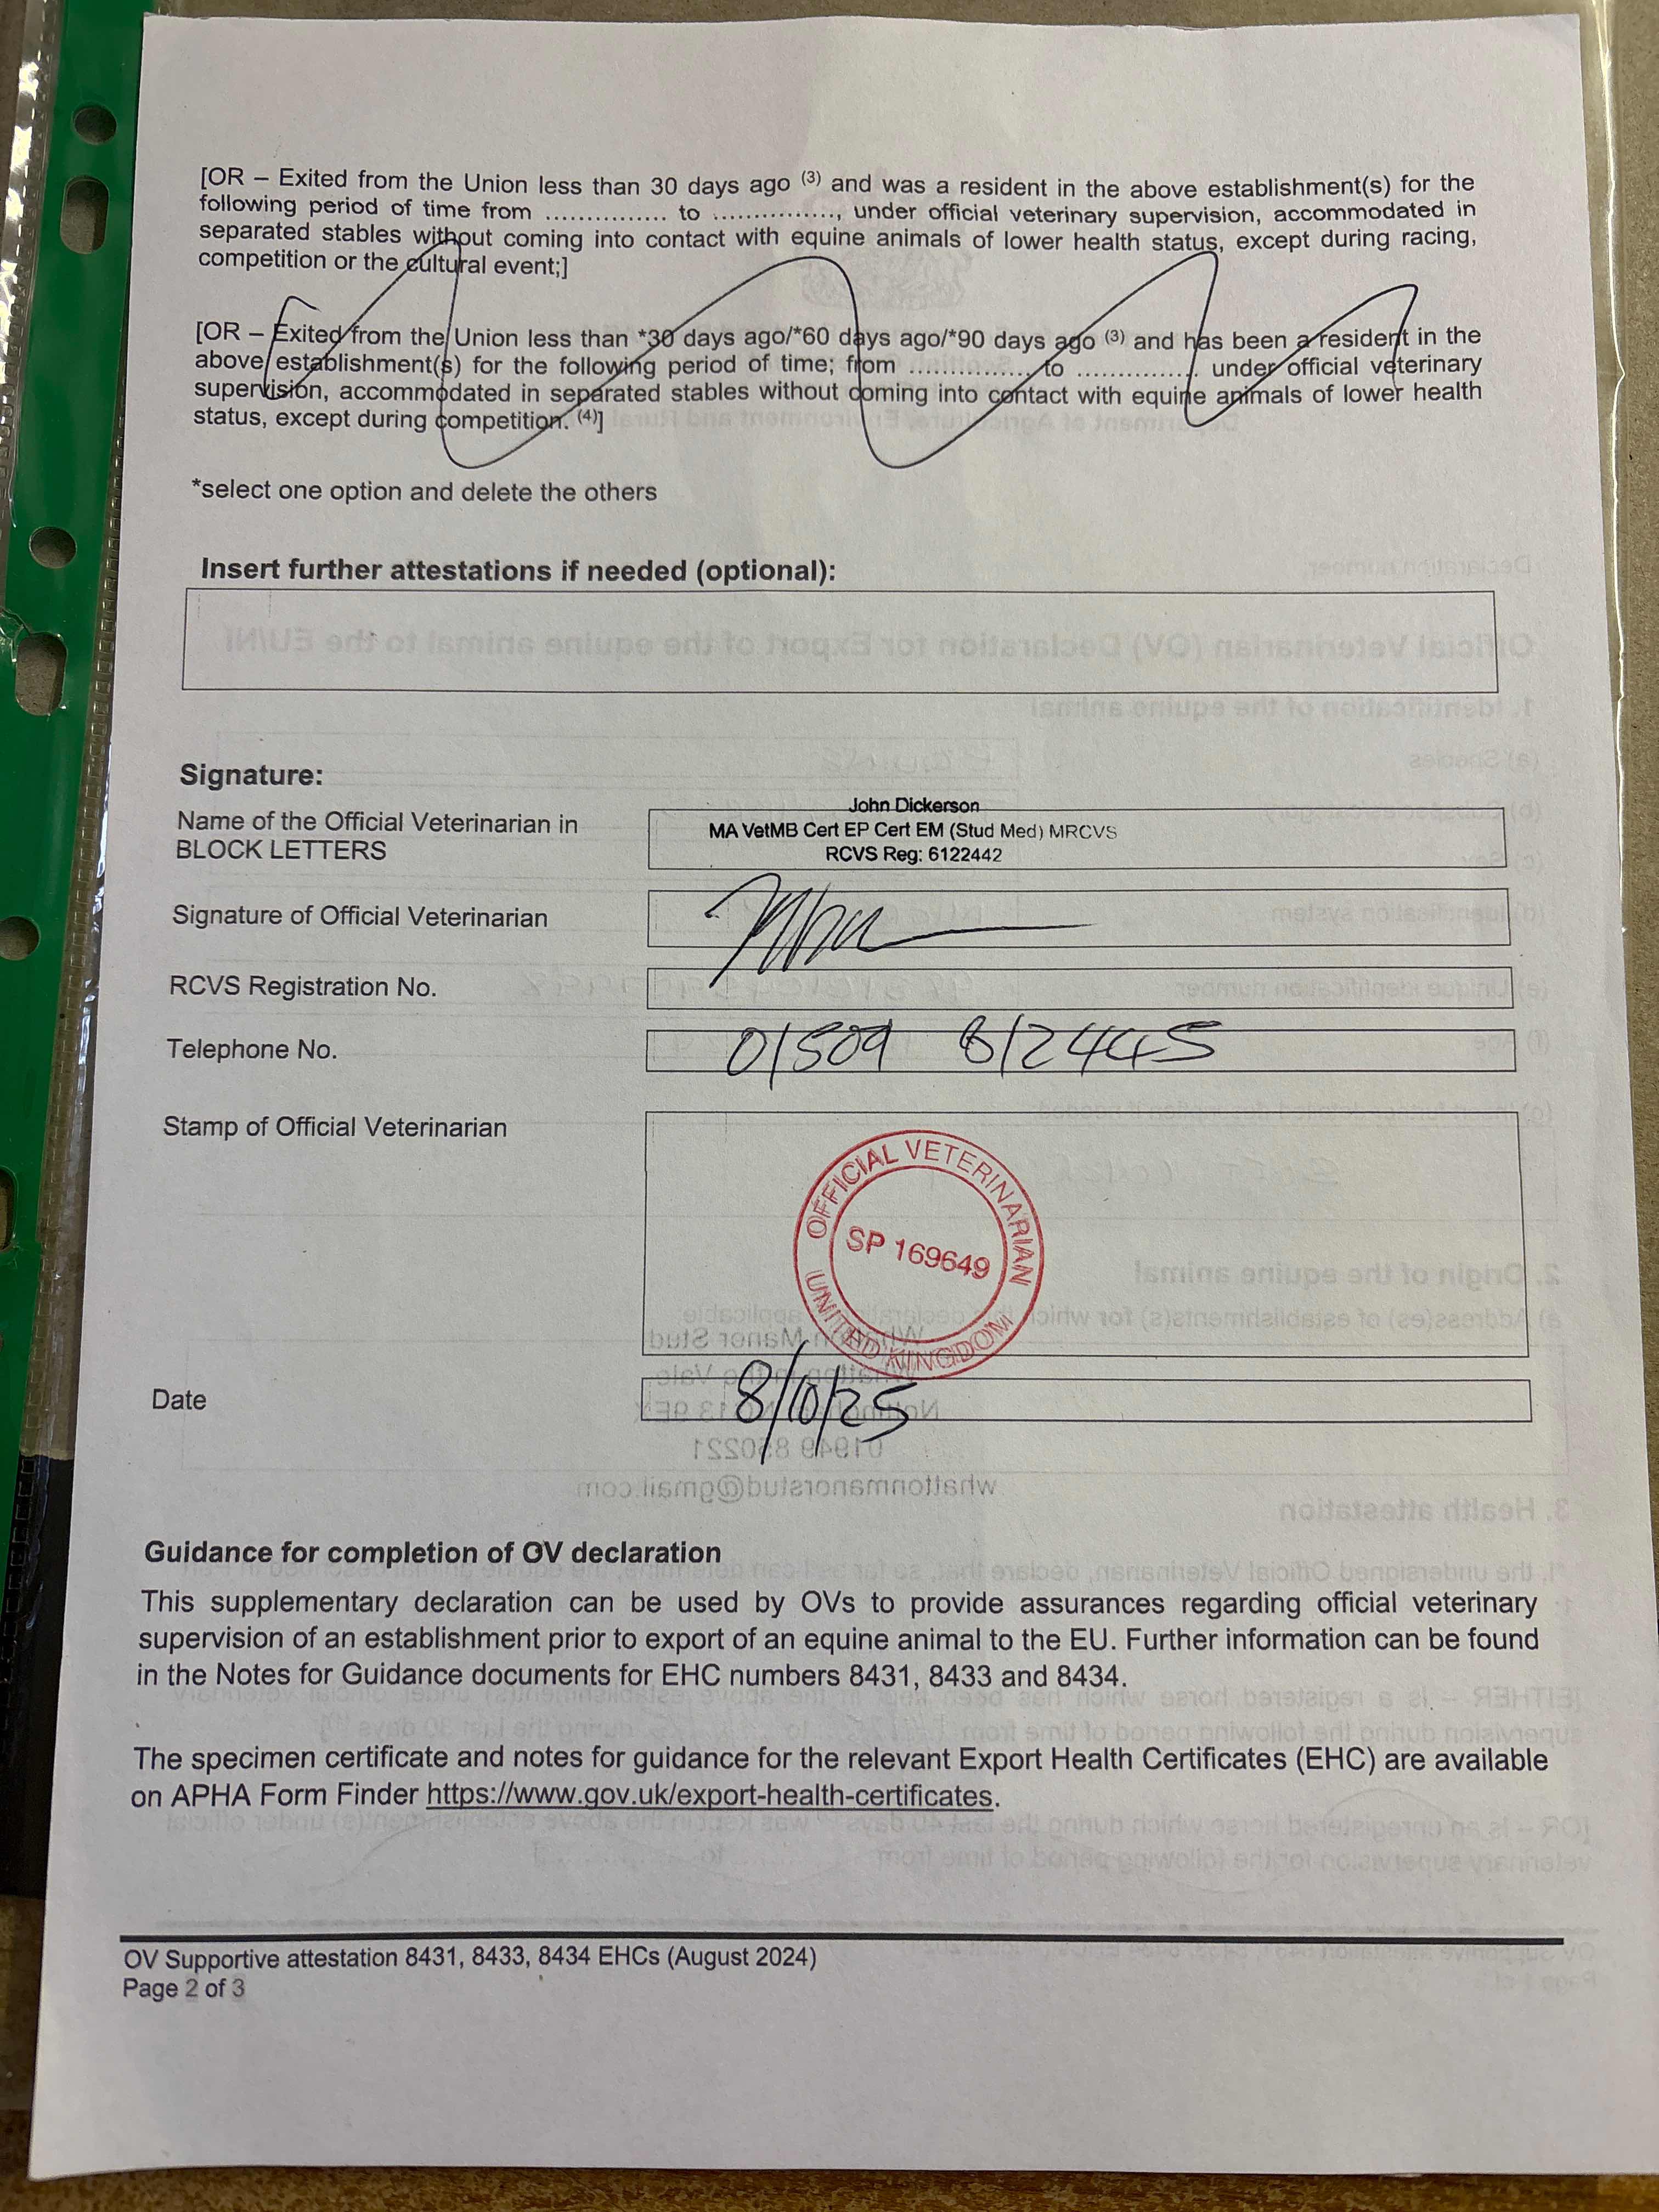 [OR – Exited from the Union less than 30 days ago (3) and was a resident in the above establishment(s) for the
following period of time from ............... to ..............., under official veterinary supervision, accommodated in
separated stables without coming into contact with equine animals of lower health status, except during racing,
competition or the cultural event;]
[OR – Exited from the Union less than *30 days ago/*60 days ago/*90 days ago (3) and has been a resident in the
above establishment(s) for the following period of time; from ............... to ............... under official veterinary
supervision, accommodated in separated stables without coming into contact with equine animals of lower health
status, except during competition. (4)]
*select one option and delete the others
Insert further attestations if needed (optional):
Signature:
Name of the Official Veterinarian in
BLOCK LETTERS
John Dickerson
MA VetMB Cert EP Cert EM (Stud Med) MRCVS
RCVS Reg: 6122442
Signature of Official Veterinarian
RCVS Registration No.
Telephone No.
01509 812445
Stamp of Official Veterinarian
OFFICIAL VETERINARIAN
SP 169649
UNITED KINGDOM
Date
8/10/25
Guidance for completion of OV declaration
This supplementary declaration can be used by OVs to provide assurances regarding official veterinary
supervision of an establishment prior to export of an equine animal to the EU. Further information can be found
in the Notes for Guidance documents for EHC numbers 8431, 8433 and 8434.
The specimen certificate and notes for guidance for the relevant Export Health Certificates (EHC) are available
on APHA Form Finder https://www.gov.uk/export-health-certificates.
OV Supportive attestation 8431, 8433, 8434 EHCs (August 2024)
Page 2 of 3